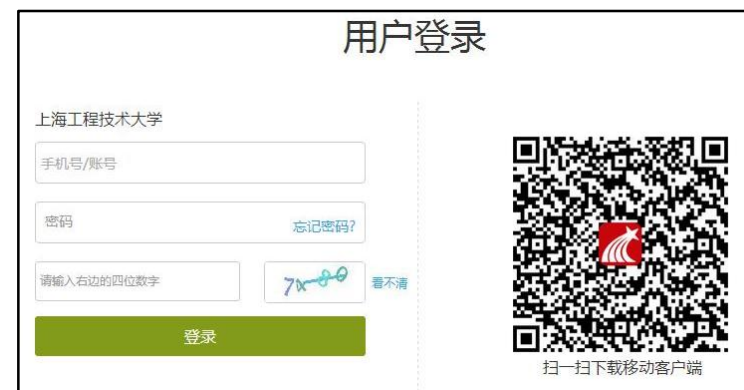 用户登录
上海工程技术大学
手机号/账号
密码
忘记密码?
请输入右边的四位数字
看不清
登录
扫一扫下载移动客户端